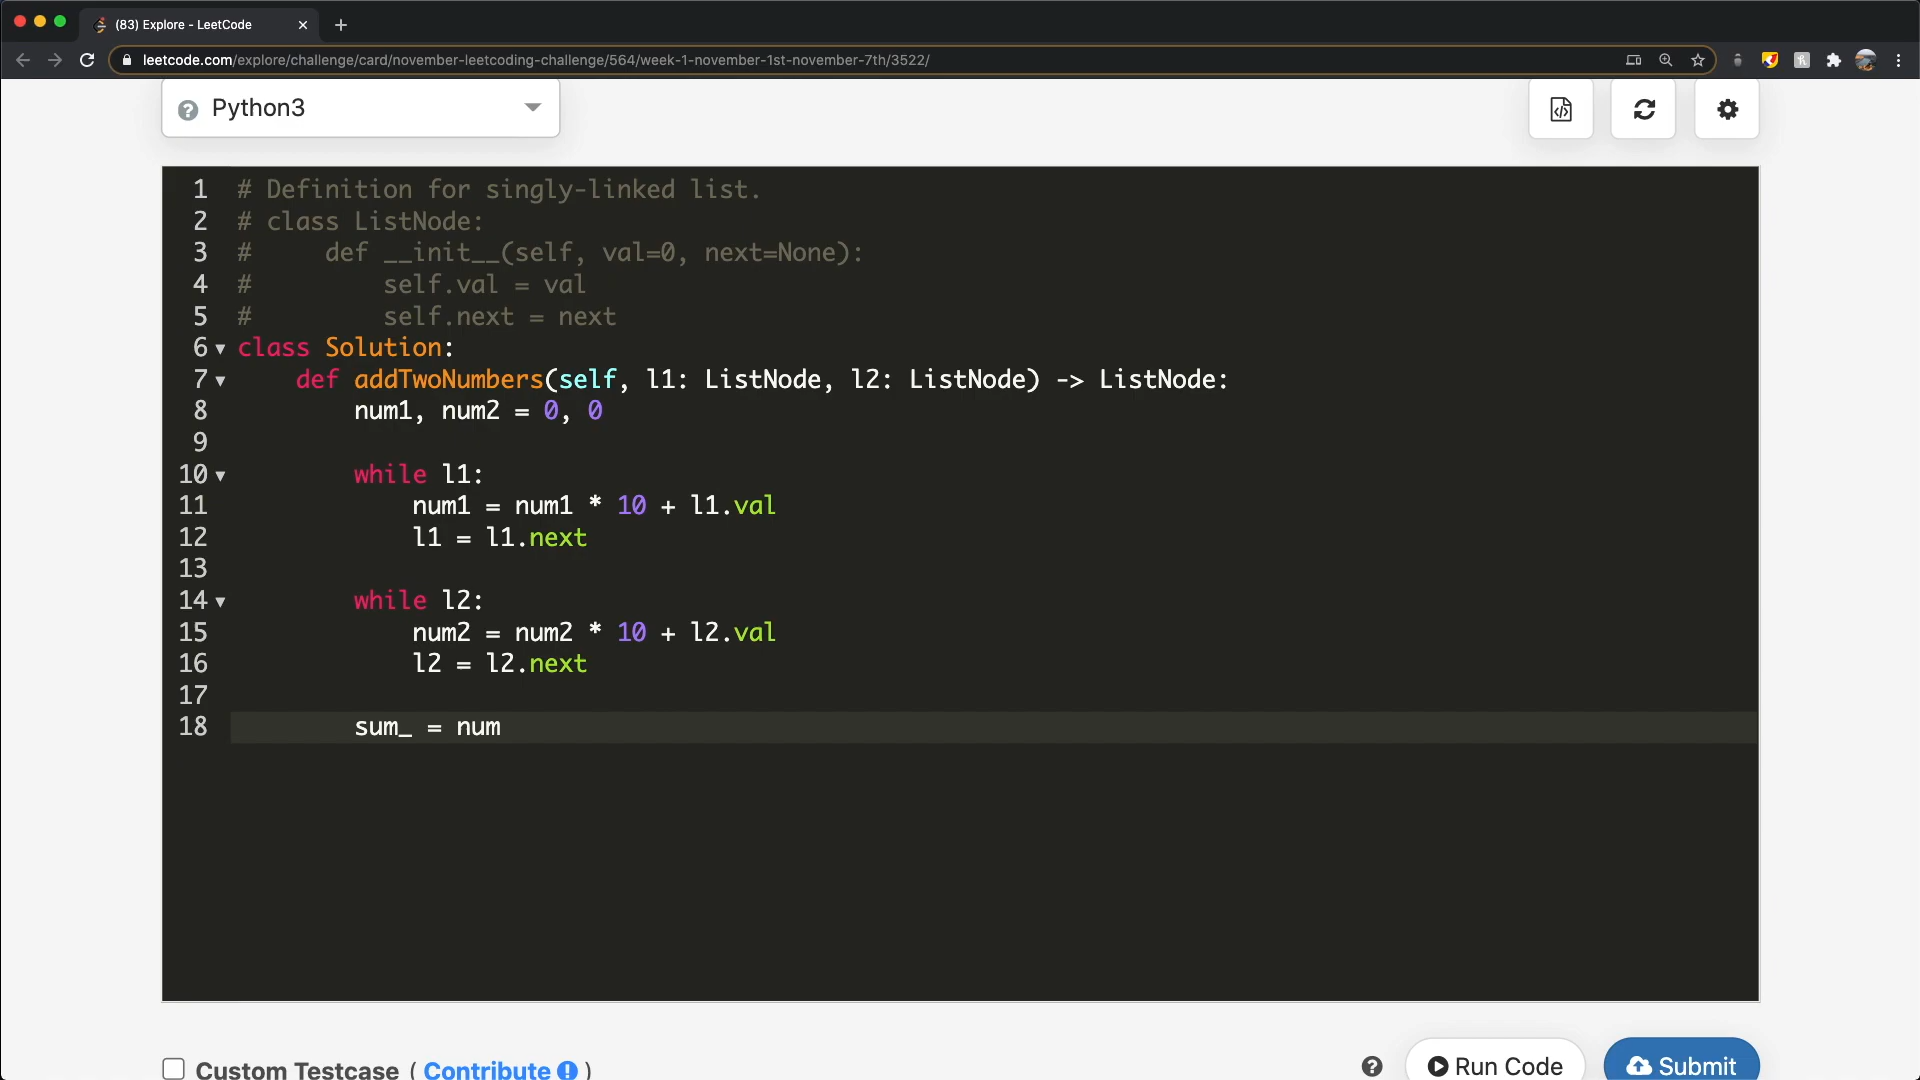 (83) Explore - LeetCode
leetcode.com/explore/challenge/card/november-leetcoding-challenge/564/week-1-november-1st-november-7th/3522/
Python3
1 # Definition for singly-linked list.
2 # class ListNode:
3 #     def __init__(self, val=0, next=None):
4 #         self.val = val
5 #         self.next = next
6 class Solution:
7     def addTwoNumbers(self, l1: ListNode, l2: ListNode) -> ListNode:
8         num1, num2 = 0, 0
9
10         while l1:
11             num1 = num1 * 10 + l1.val
12             l1 = l1.next
13
14         while l2:
15             num2 = num2 * 10 + l2.val
16             l2 = l2.next
17
18         sum_ = num
Custom Testcase ( Contribute )
Run Code
Submit